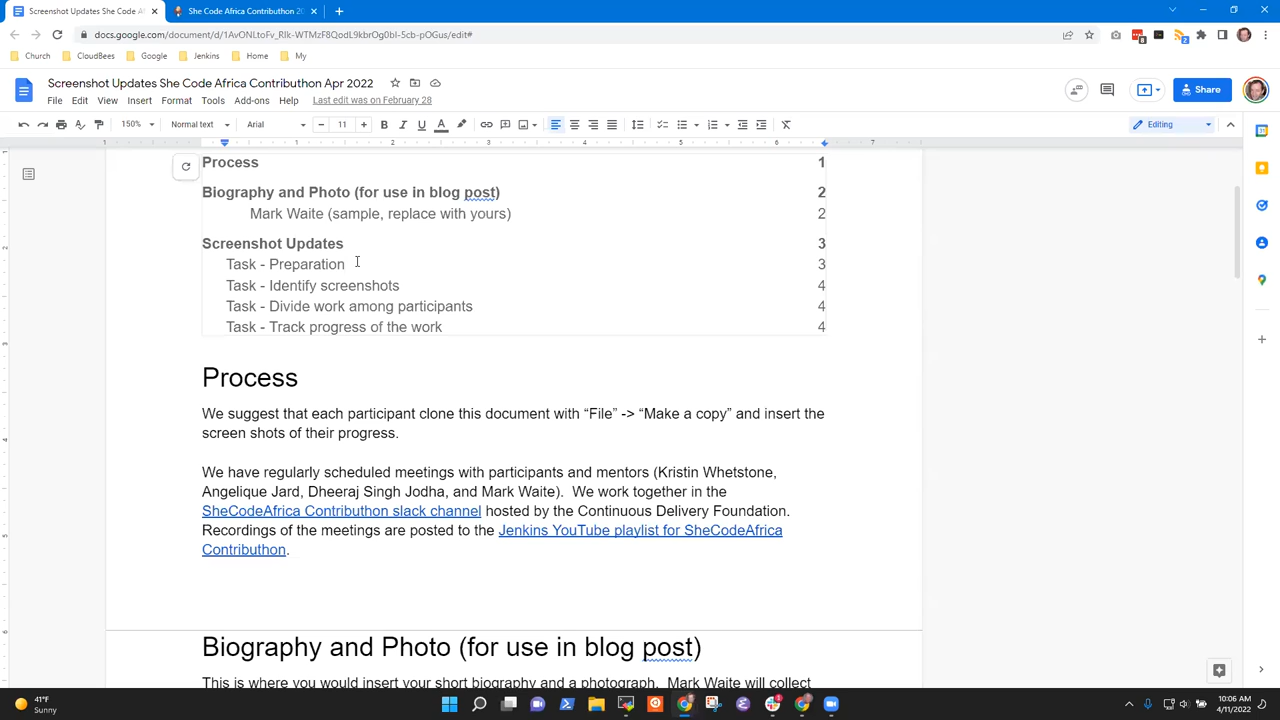 Screenshot Updates She Code A
She Code Africa Contributhon 20
docs.google.com/document/d/1AvONLtoFv_Rlk-WTMzF8QodL9kbrOg0bI-5cb-pOGus/edit#
Church
CloudBees
Google
Jenkins
Home
My
Screenshot Updates She Code Africa Contributhon Apr 2022
File Edit View Insert Format Tools Add-ons Help Last edit was on February 28
Share
150% Normal text Arial 11 Editing
Process 1
Biography and Photo (for use in blog post) 2
Mark Waite (sample, replace with yours) 2
Screenshot Updates 3
Task - Preparation 3
Task - Identify screenshots 4
Task - Divide work among participants 4
Task - Track progress of the work 4
Process
We suggest that each participant clone this document with “File” -> “Make a copy” and insert the
screen shots of their progress.
We have regularly scheduled meetings with participants and mentors (Kristin Whetstone,
Angelique Jard, Dheeraj Singh Jodha, and Mark Waite). We work together in the
SheCodeAfrica Contributhon slack channel hosted by the Continuous Delivery Foundation.
Recordings of the meetings are posted to the Jenkins YouTube playlist for SheCodeAfrica
Contributhon.
Biography and Photo (for use in blog post)
This is where you would insert your short biography and a photograph. Mark Waite will collect
41°F
Sunny
10:06 AM
4/11/2022